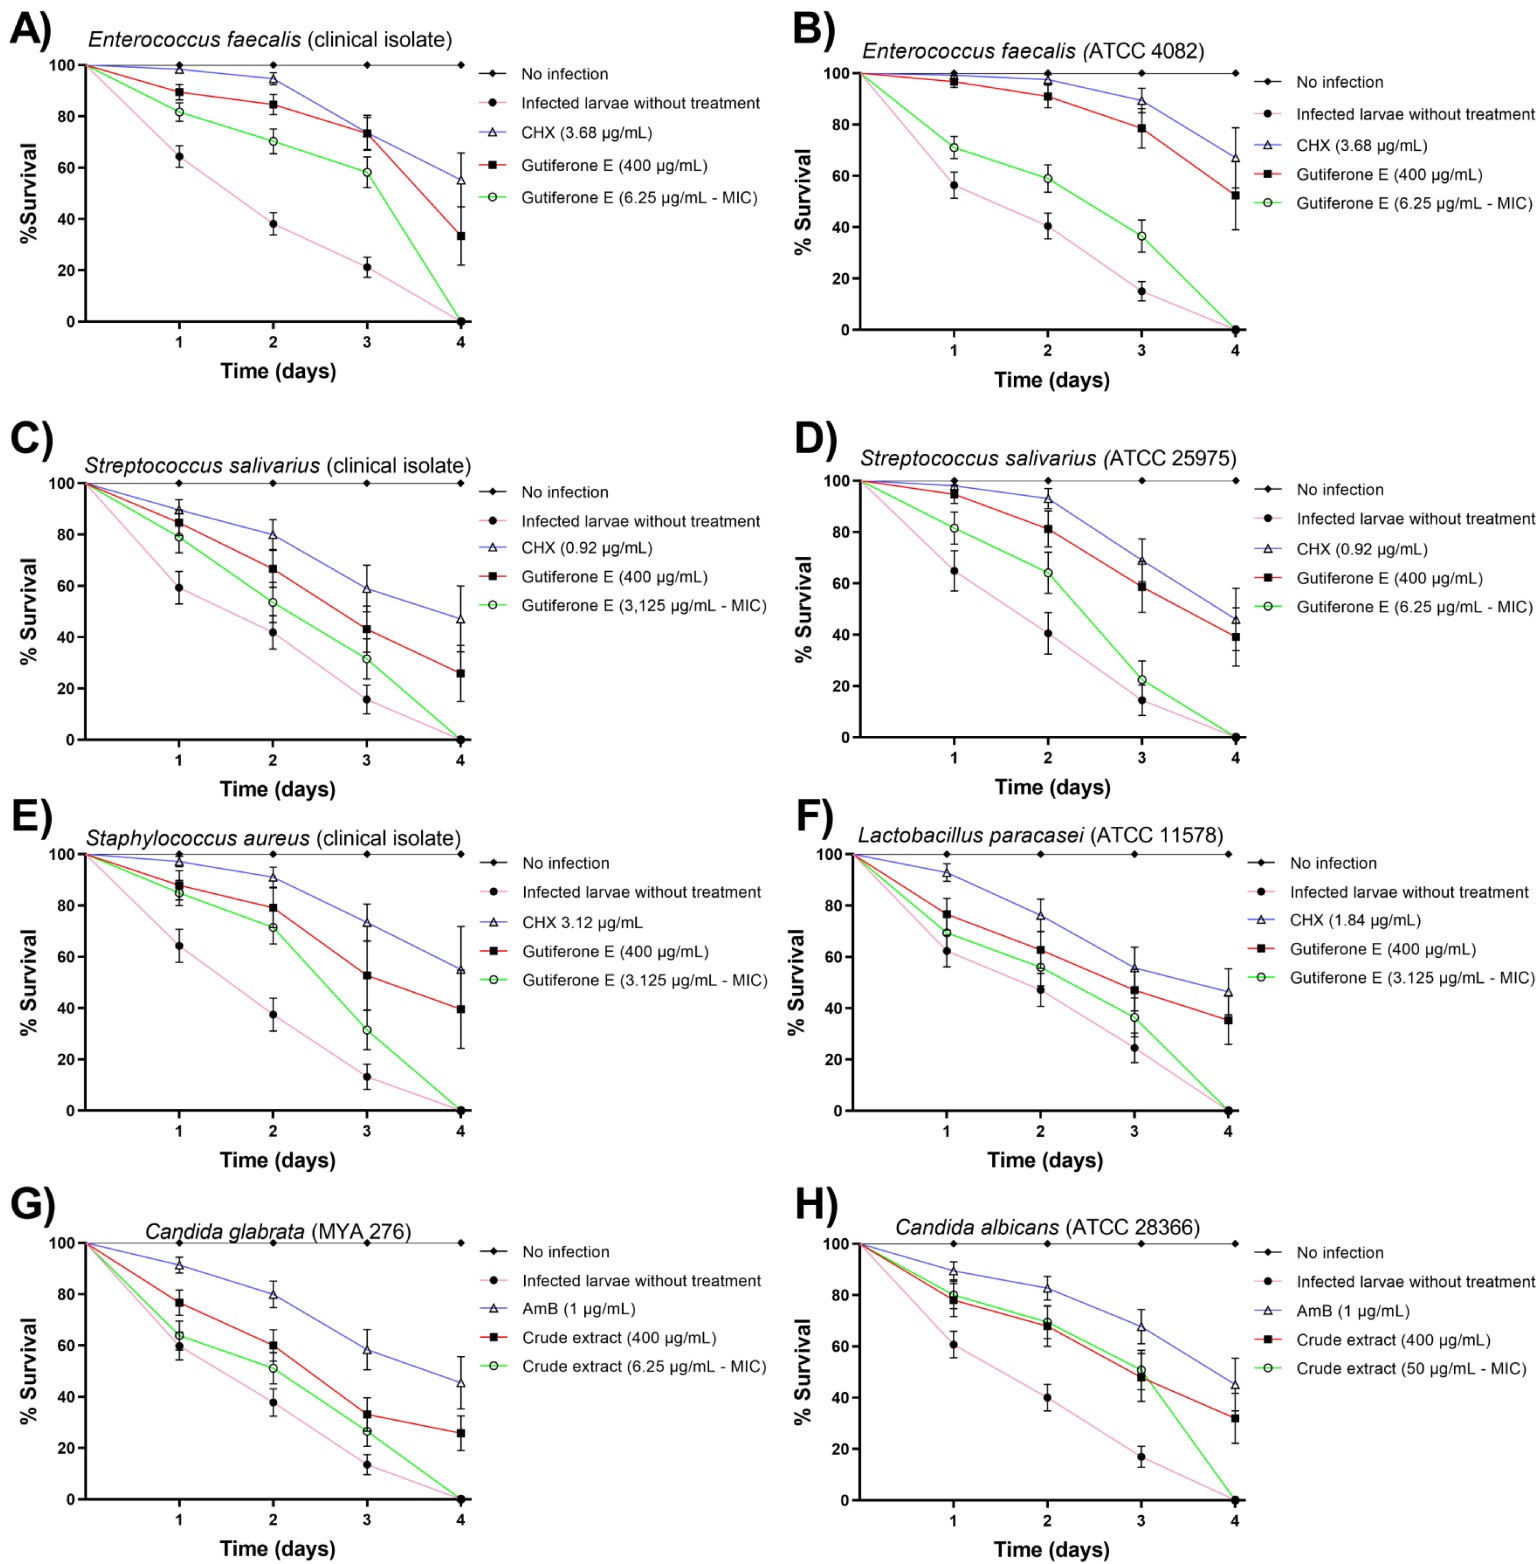 A)
Enterococcus faecalis (clinical isolate)
%Survival
100
80
60
40
20
0
1 2 3 4
Time (days)
No infection
Infected larvae without treatment
CHX (3.68 µg/mL)
Gutiferone E (400 µg/mL)
Gutiferone E (6.25 µg/mL - MIC)
B)
Enterococcus faecalis (ATCC 4082)
% Survival
100
80
60
40
20
0
1 2 3 4
Time (days)
No infection
Infected larvae without treatment
CHX (3.68 µg/mL)
Gutiferone E (400 µg/mL)
Gutiferone E (6.25 µg/mL - MIC)
C)
Streptococcus salivarius (clinical isolate)
% Survival
100
80
60
40
20
0
1 2 3 4
Time (days)
No infection
Infected larvae without treatment
CHX (0.92 µg/mL)
Gutiferone E (400 µg/mL)
Gutiferone E (3,125 µg/mL - MIC)
D)
Streptococcus salivarius (ATCC 25975)
% Survival
100
80
60
40
20
0
1 2 3 4
Time (days)
No infection
Infected larvae without treatment
CHX (0.92 µg/mL)
Gutiferone E (400 µg/mL)
Gutiferone E (6.25 µg/mL - MIC)
E)
Staphylococcus aureus (clinical isolate)
% Survival
100
80
60
40
20
0
1 2 3 4
Time (days)
No infection
Infected larvae without treatment
CHX 3.12 µg/mL
Gutiferone E (400 µg/mL)
Gutiferone E (3.125 µg/mL - MIC)
F)
Lactobacillus paracasei (ATCC 11578)
% Survival
100
80
60
40
20
0
1 2 3 4
Time (days)
No infection
Infected larvae without treatment
CHX (1.84 µg/mL)
Gutiferone E (400 µg/mL)
Gutiferone E (3.125 µg/mL - MIC)
G)
Candida glabrata (MYA 276)
% Survival
100
80
60
40
20
0
1 2 3 4
Time (days)
No infection
Infected larvae without treatment
AmB (1 µg/mL)
Crude extract (400 µg/mL)
Crude extract (6.25 µg/mL - MIC)
H)
Candida albicans (ATCC 28366)
% Survival
100
80
60
40
20
0
1 2 3 4
Time (days)
No infection
Infected larvae without treatment
AmB (1 µg/mL)
Crude extract (400 µg/mL)
Crude extract (50 µg/mL - MIC)